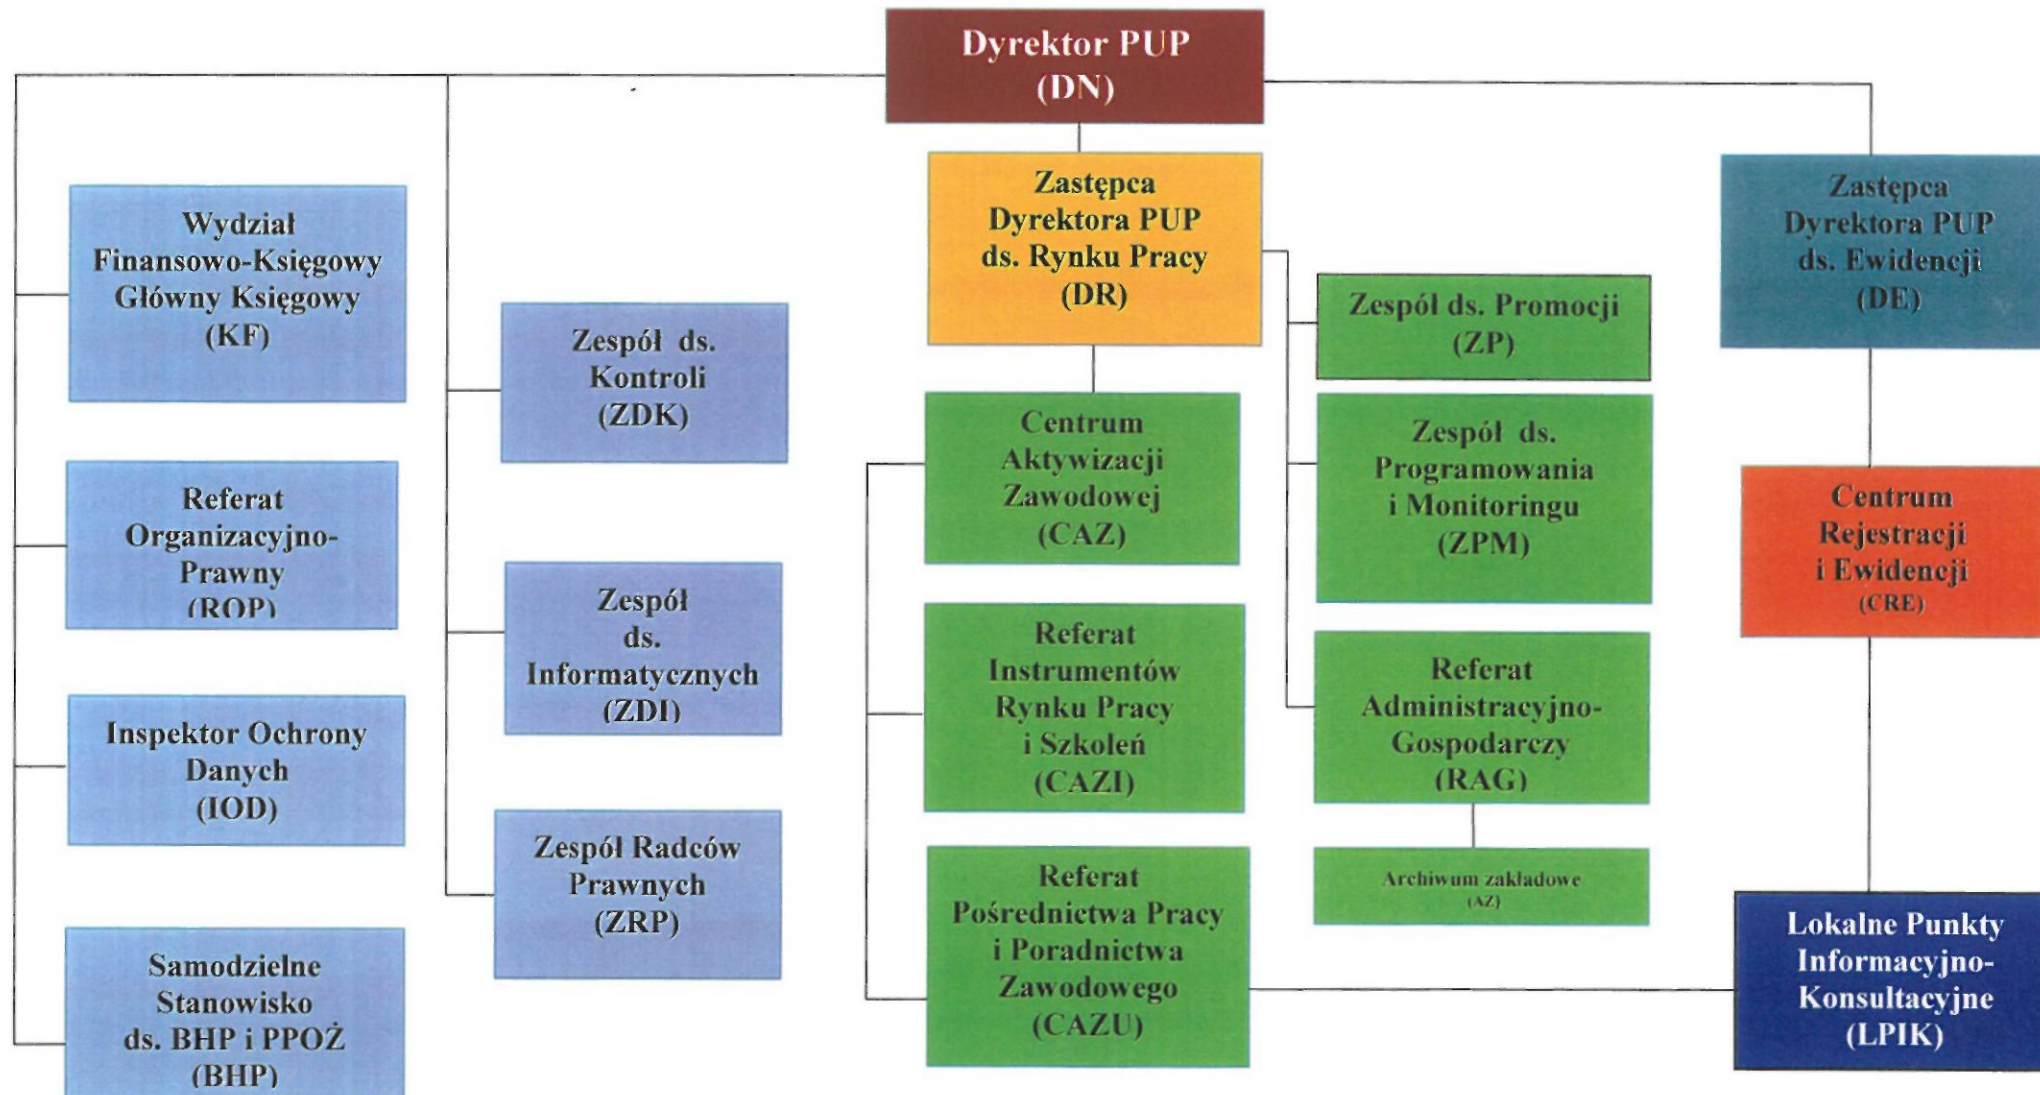 Dyrektor PUP
(DN)
Wydział
Finansowo-Księgowy
Główny Księgowy
(KF)
Referat
Organizacyjno-
Prawny
(ROP)
Inspektor Ochrony
Danych
(IOD)
Samodzielne
Stanowisko
ds. BHP i PPOŻ
(BHP)
Zespół ds.
Kontroli
(ZDK)
Zespół
ds.
Informatycznych
(ZDI)
Zespół Radców
Prawnych
(ZRP)
Zastępca
Dyrektora PUP
ds. Rynku Pracy
(DR)
Centrum
Aktywizacji
Zawodowej
(CAZ)
Referat
Instrumentów
Rynku Pracy
i Szkoleń
(CAZI)
Referat
Pośrednictwa Pracy
i Poradnictwa
Zawodowego
(CAZU)
Zespół ds. Promocji
(ZP)
Zespół ds.
Programowania
i Monitoringu
(ZPM)
Referat
Administracyjno-
Gospodarczy
(RAG)
Archiwum zakładowe
(AZ)
Zastępca
Dyrektora PUP
ds. Ewidencji
(DE)
Centrum
Rejestracji
i Ewidencji
(CRE)
Lokalne Punkty
Informacyjno-
Konsultacyjne
(LPIK)